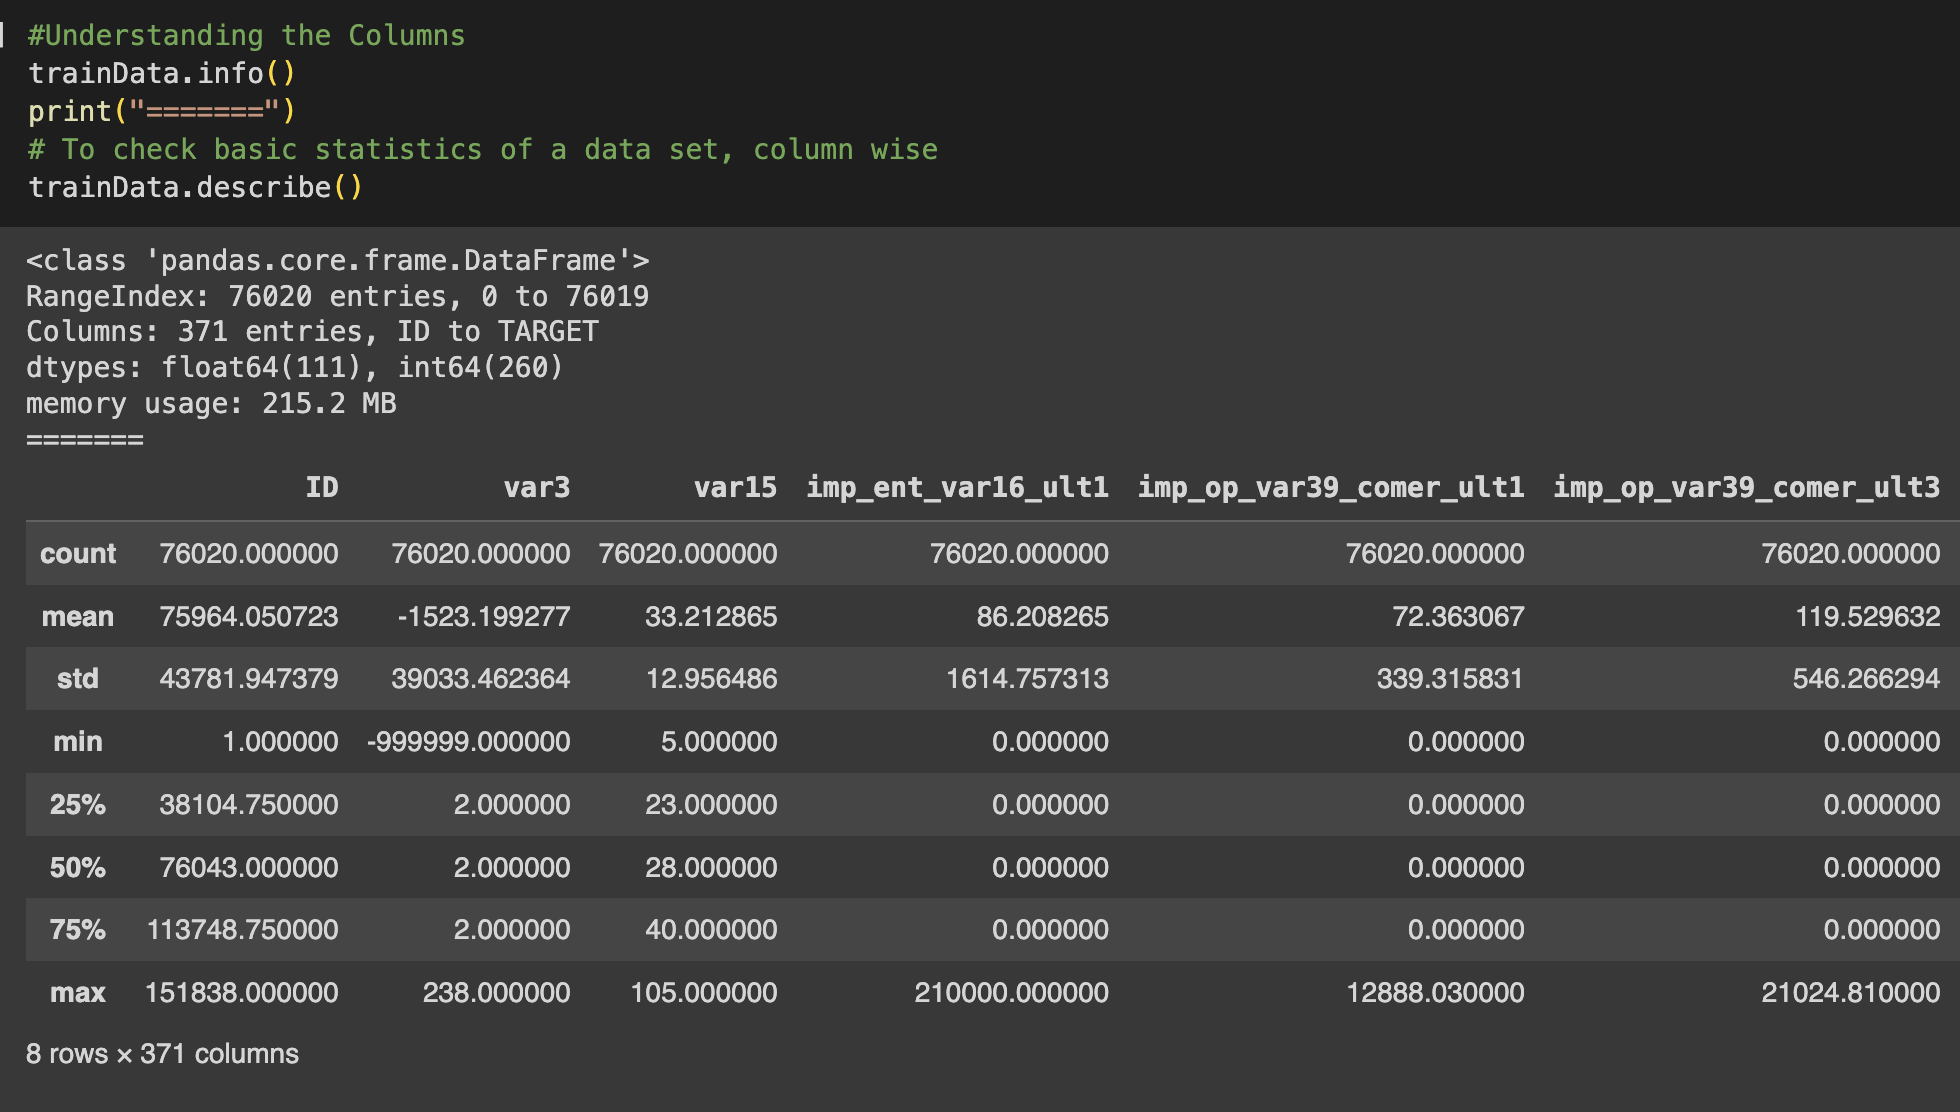 #Understanding the Columns
trainData.info()
print("=======")
# To check basic statistics of a data set, column wise
trainData.describe()
<class 'pandas.core.frame.DataFrame'>
RangeIndex: 76020 entries, 0 to 76019
Columns: 371 entries, ID to TARGET
dtypes: float64(111), int64(260)
memory usage: 215.2 MB
=======
ID var3 var15 imp_ent_var16_ult1 imp_op_var39_comer_ult1 imp_op_var39_comer_ult3
count 76020.000000 76020.000000 76020.000000 76020.000000 76020.000000 76020.000000
mean 75964.050723 -1523.199277 33.212865 86.208265 72.363067 119.529632
std 43781.947379 39033.462364 12.956486 1614.757313 339.315831 546.266294
min 1.000000 -999999.000000 5.000000 0.000000 0.000000 0.000000
25% 38104.750000 2.000000 23.000000 0.000000 0.000000 0.000000
50% 76043.000000 2.000000 28.000000 0.000000 0.000000 0.000000
75% 113748.750000 2.000000 40.000000 0.000000 0.000000 0.000000
max 151838.000000 238.000000 105.000000 210000.000000 12888.030000 21024.810000
8 rows × 371 columns